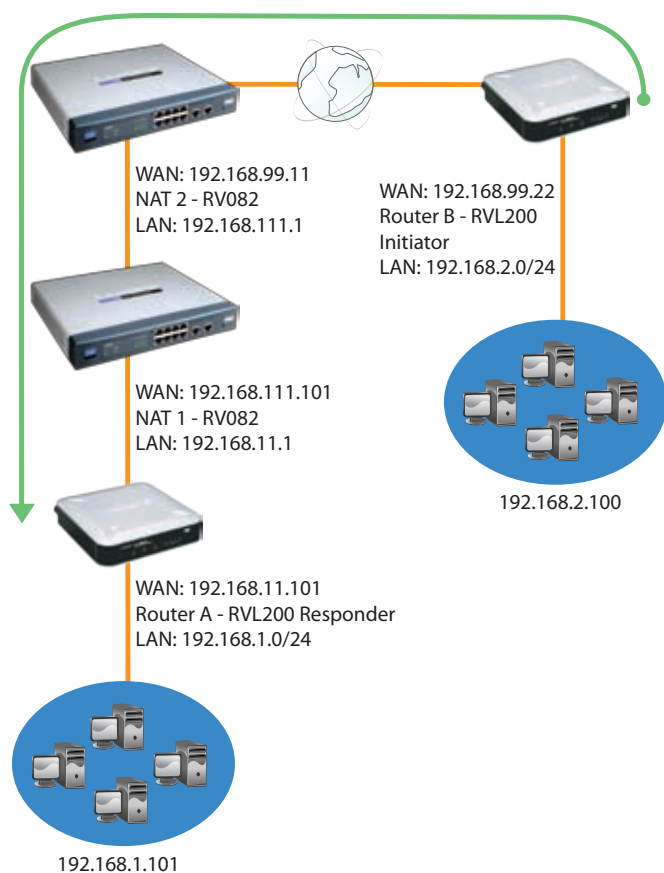 WAN: 192.168.99.11
NAT 2 - RV082
LAN: 192.168.111.1
WAN: 192.168.99.22
Router B - RVL200
Initiator
LAN: 192.168.2.0/24
WAN: 192.168.111.101
NAT 1 - RV082
LAN: 192.168.11.1
192.168.2.100
WAN: 192.168.11.101
Router A - RVL200 Responder
LAN: 192.168.1.0/24
192.168.1.101